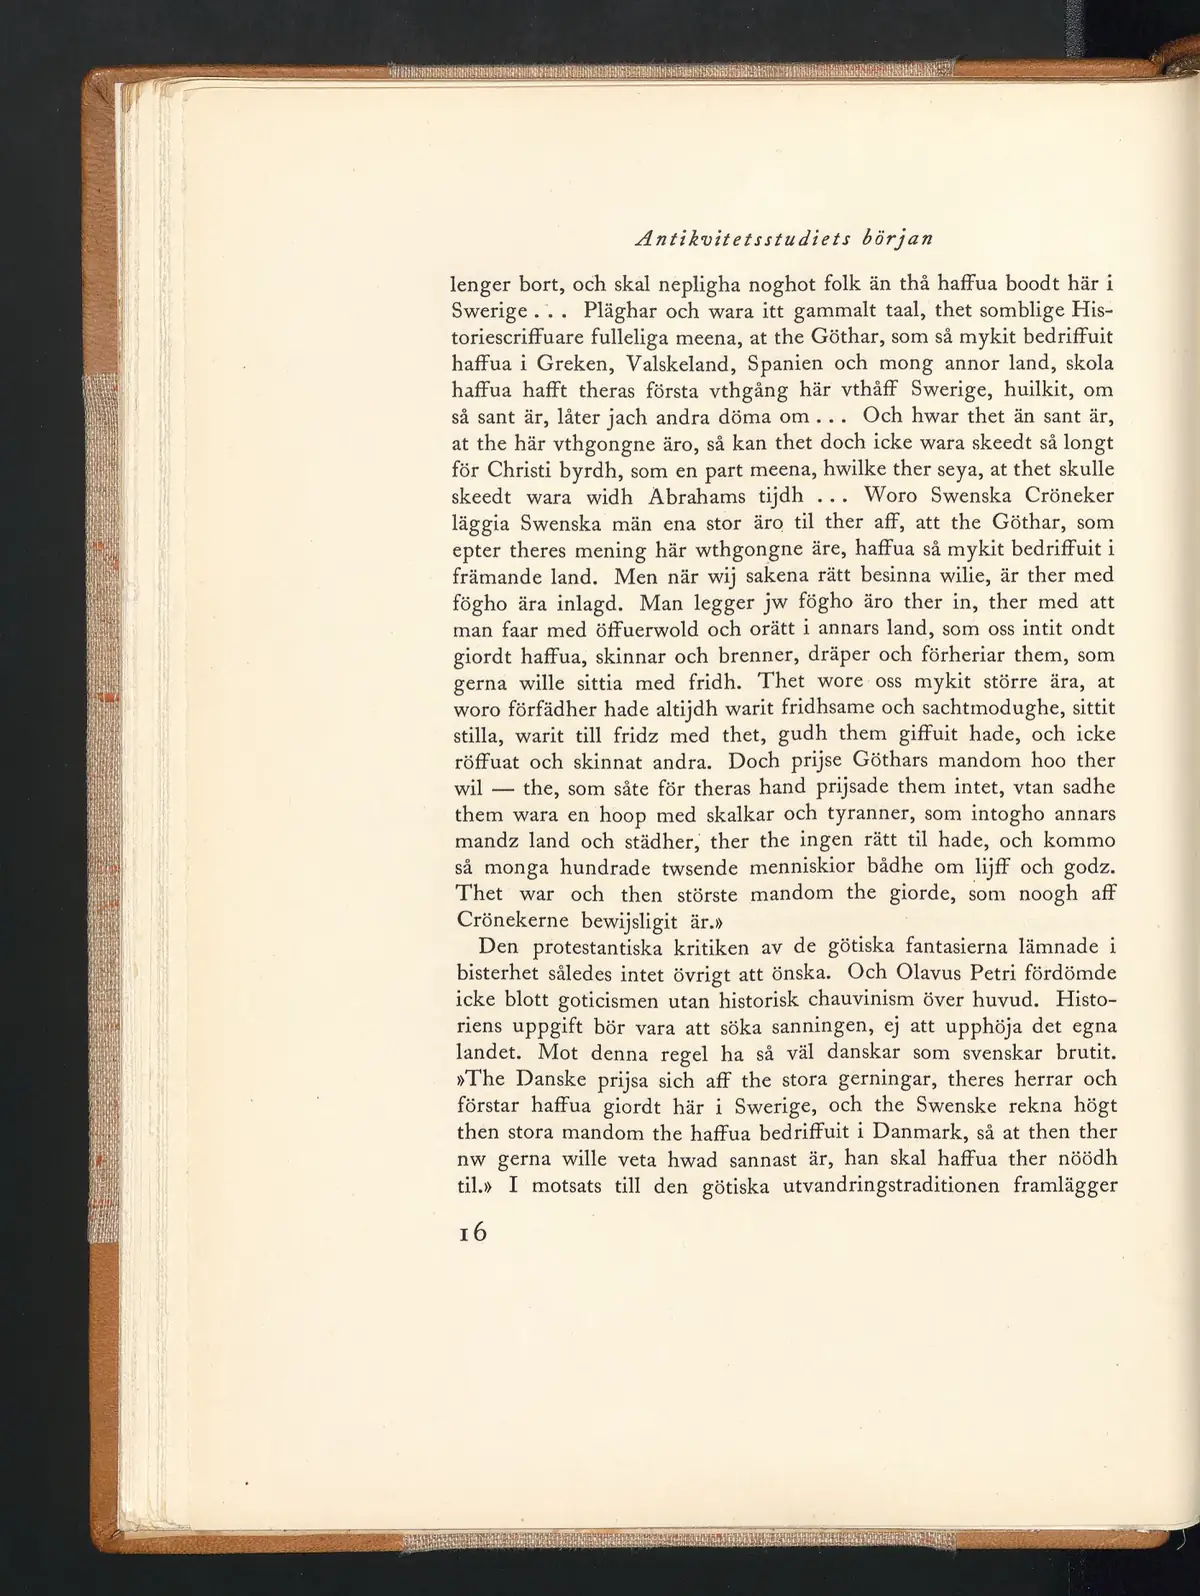 Antikvitetsstudiets början
lenger bort, och skal nepligha noghot folk än thå haffua boodt här i
Swerige . . . Pläghar och wara itt gammalt taal, thet somblige His-
toriescriffuare fulleliga meena, at the Göthar, som så mykit bedriffuit
haffua i Greken, Valskeland, Spanien och mong annor land, skola
haffua hafft theras första vthgång här vthåff Swerige, huilkit, om
så sant är, låter jach andra döma om . . . Och hwar thet än sant är,
at the här vthgongne äro, så kan thet doch icke wara skeedt så longt
för Christi byrdh, som en part meena, hwilke ther seya, at thet skulle
skeedt wara widh Abrahams tijdh . . . Woro Swenska Cröneker
läggia Swenska män ena stor äro til ther aff, att the Göthar, som
epter theres mening här wthgongne äre, haffua så mykit bedriffuit i
främande land. Men när wij sakena rätt besinna wilie, är ther med
fögho ära inlagd. Man legger jw fögho äro ther in, ther med att
man faar med öffuerwold och orätt i annars land, som oss intit ondt
giordt haffua, skinnar och brenner, dräper och förheriar them, som
gerna wille sittia med fridh. Thet wore oss mykit större ära, at
woro förfädher hade altijdh warit fridhsame och sachtmodughe, sittit
stilla, warit till fridz med thet, gudh them giffuit hade, och icke
röffuat och skinnat andra. Doch prijse Göthars mandom hoo ther
wil — the, som såte för theras hand prijsade them intet, vtan sadhe
them wara en hoop med skalkar och tyranner, som intogho annars
mandz land och städher, ther the ingen rätt til hade, och kommo
så monga hundrade twsende menniskior bådhe om lijff och godz.
Thet war och then störste mandom the giorde, som noogh aff
Crönekerne bewijsligit är.»
Den protestantiska kritiken av de götiska fantasierna lämnade i
bisterhet således intet övrigt att önska. Och Olavus Petri fördömde
icke blott goticismen utan historisk chauvinism över huvud. Histo-
riens uppgift bör vara att söka sanningen, ej att upphöja det egna
landet. Mot denna regel ha så väl danskar som svenskar brutit.
»The Danske prijsa sich aff the stora gerningar, theres herrar och
förstar haffua giordt här i Swerige, och the Swenske rekna högt
then stora mandom the haffua bedriffuit i Danmark, så at then ther
nw gerna wille veta hwad sannast är, han skal haffua ther nöödh
til.» I motsats till den götiska utvandringstraditionen framlägger
16